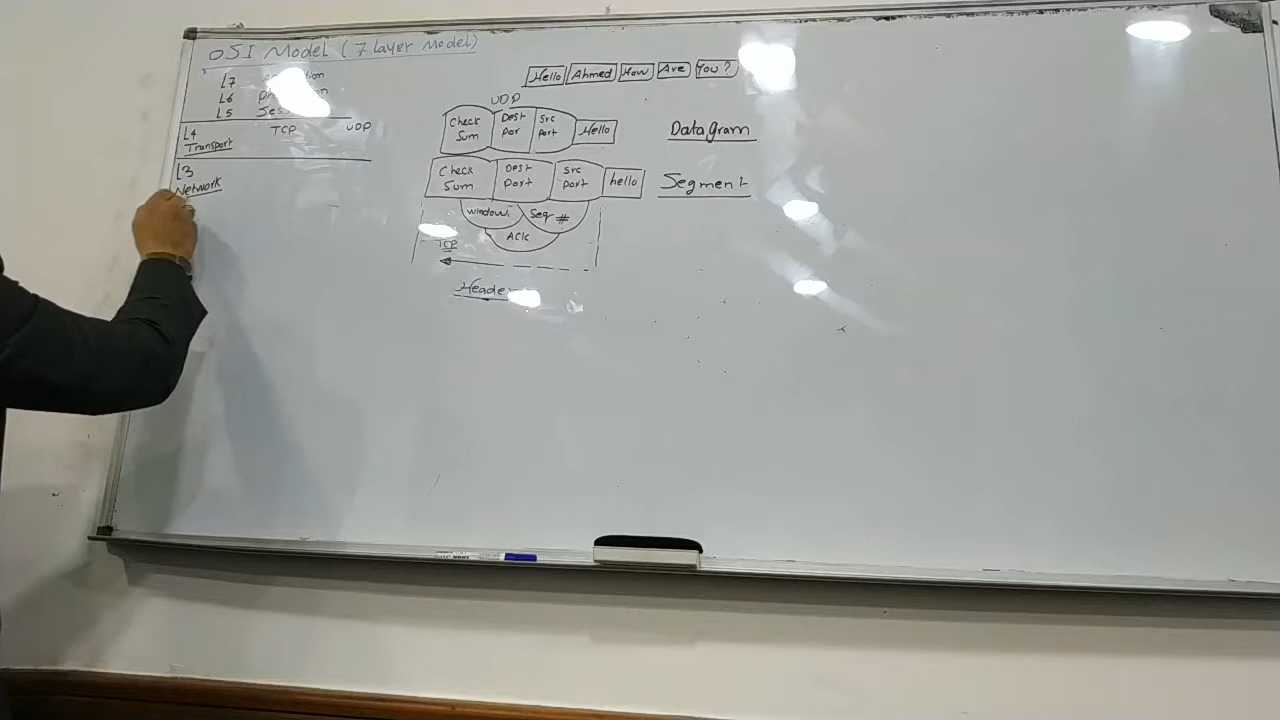 OSI Model (7 layer Model)
L7
L6
L5
L4 TCP UDP
Transport
L3
Network
Hello Ahmed How Are You?
UDP
Check Sum Dest Por Src Port Hello Datagram
Check Sum Dest Port Src Port hello Segment
window Seq #
Ack
TCP
Header